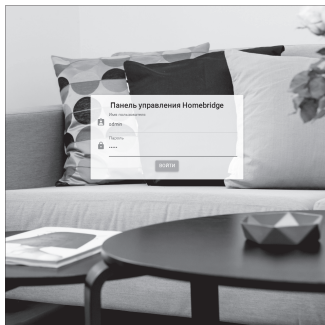 Панель управления Homebridge
Имя пользователя
admin
Пароль
••••
ВОЙТИ